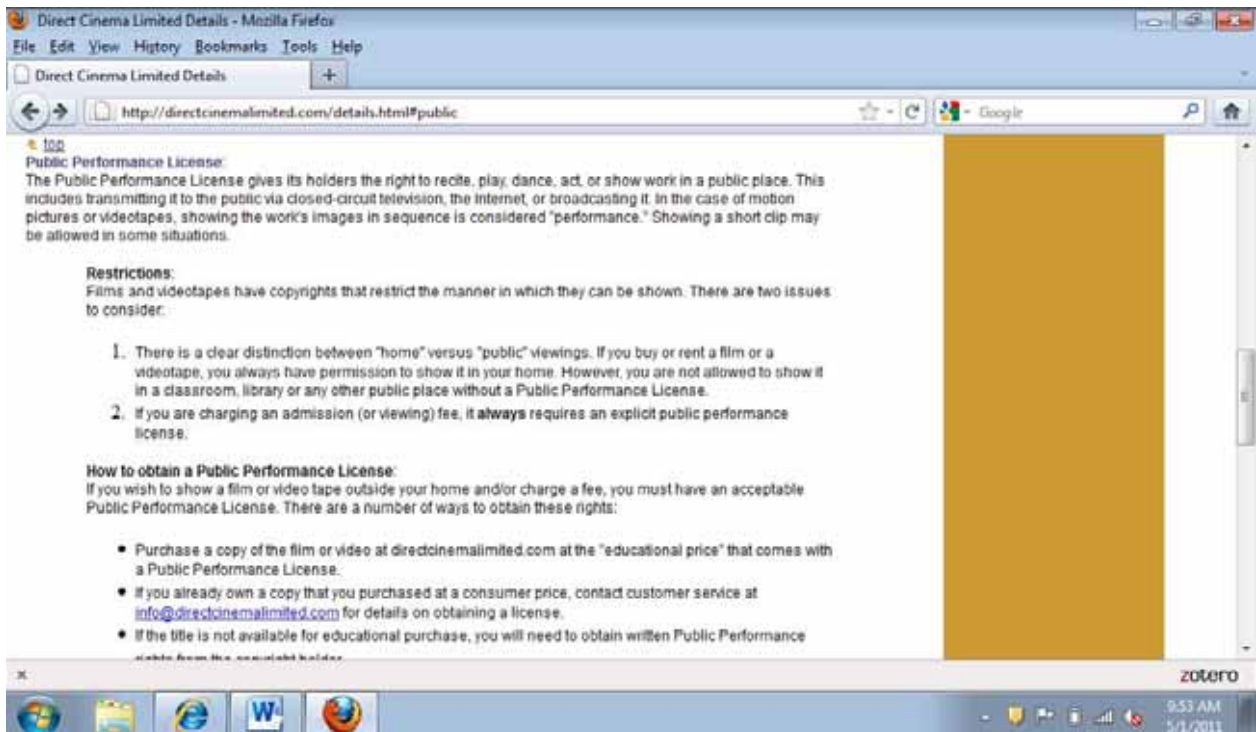 Direct Cinema Limited Details - Mozilla Firefox
File Edit View History Bookmarks Tools Help
Direct Cinema Limited Details
http://directcinemalimited.com/details.html#public
Google
top
Public Performance License:
The Public Performance License gives its holders the right to recite, play, dance, act, or show work in a public place. This
includes transmitting it to the public via closed-circuit television, the Internet, or broadcasting it. In the case of motion
pictures or videotapes, showing the work's images in sequence is considered "performance." Showing a short clip may
be allowed in some situations.
Restrictions:
Films and videotapes have copyrights that restrict the manner in which they can be shown. There are two issues
to consider:
1. There is a clear distinction between "home" versus "public" viewings. If you buy or rent a film or a
videotape, you always have permission to show it in your home. However, you are not allowed to show it
in a classroom, library or any other public place without a Public Performance License.
2. If you are charging an admission (or viewing) fee, it always requires an explicit public performance
license.
How to obtain a Public Performance License:
If you wish to show a film or video tape outside your home and/or charge a fee, you must have an acceptable
Public Performance License. There are a number of ways to obtain these rights:
• Purchase a copy of the film or video at directcinemalimited.com at the "educational price" that comes with
a Public Performance License.
• If you already own a copy that you purchased at a consumer price, contact customer service at
info@directcinemalimited.com for details on obtaining a license.
• If the title is not available for educational purchase, you will need to obtain written Public Performance
rights from the copyright holder
zotero
9:53 AM
5/1/2011